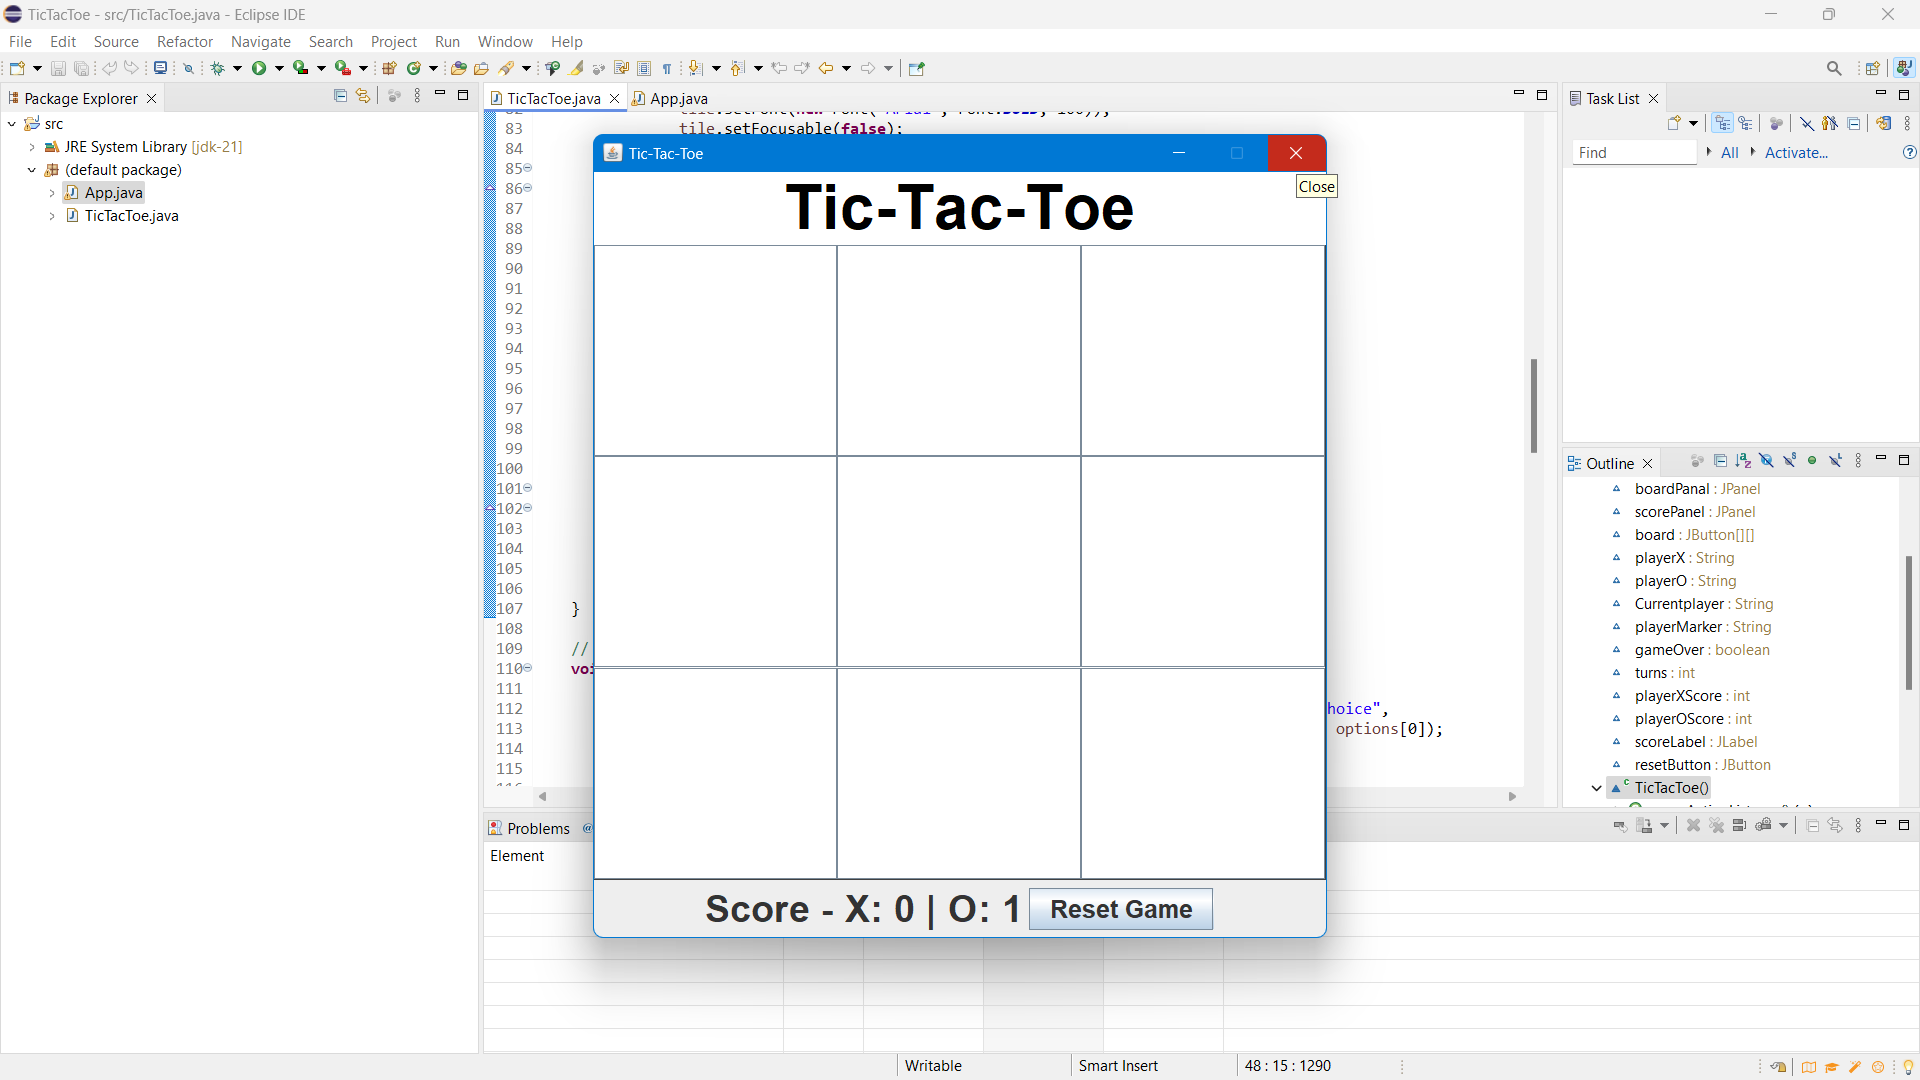 TicTacToe - src/TicTacToe.java - Eclipse IDE
File Edit Source Refactor Navigate Search Project Run Window Help
Package Explorer
src
JRE System Library [jdk-21]
(default package)
App.java
TicTacToe.java
TicTacToe.java App.java
83 tile.setFocusable(false);
84
85
86
87
88
89
90
91
92
93
94
95
96
97
98
99
100
101
102
103
104
105
106
107 }
108
109 //
110 voi
111
112 hoice",
113 options[0]);
114
115
Tic-Tac-Toe
Close
Tic-Tac-Toe
Score - X: 0 | O: 1 Reset Game
Task List
Find All Activate...
Outline
boardPanal : JPanel
scorePanel : JPanel
board : JButton[][]
playerX : String
playerO : String
Currentplayer : String
playerMarker : String
gameOver : boolean
turns : int
playerXScore : int
playerOScore : int
scoreLabel : JLabel
resetButton : JButton
TicTacToe()
Problems @
Element
Writable Smart Insert 48 : 15 : 1290